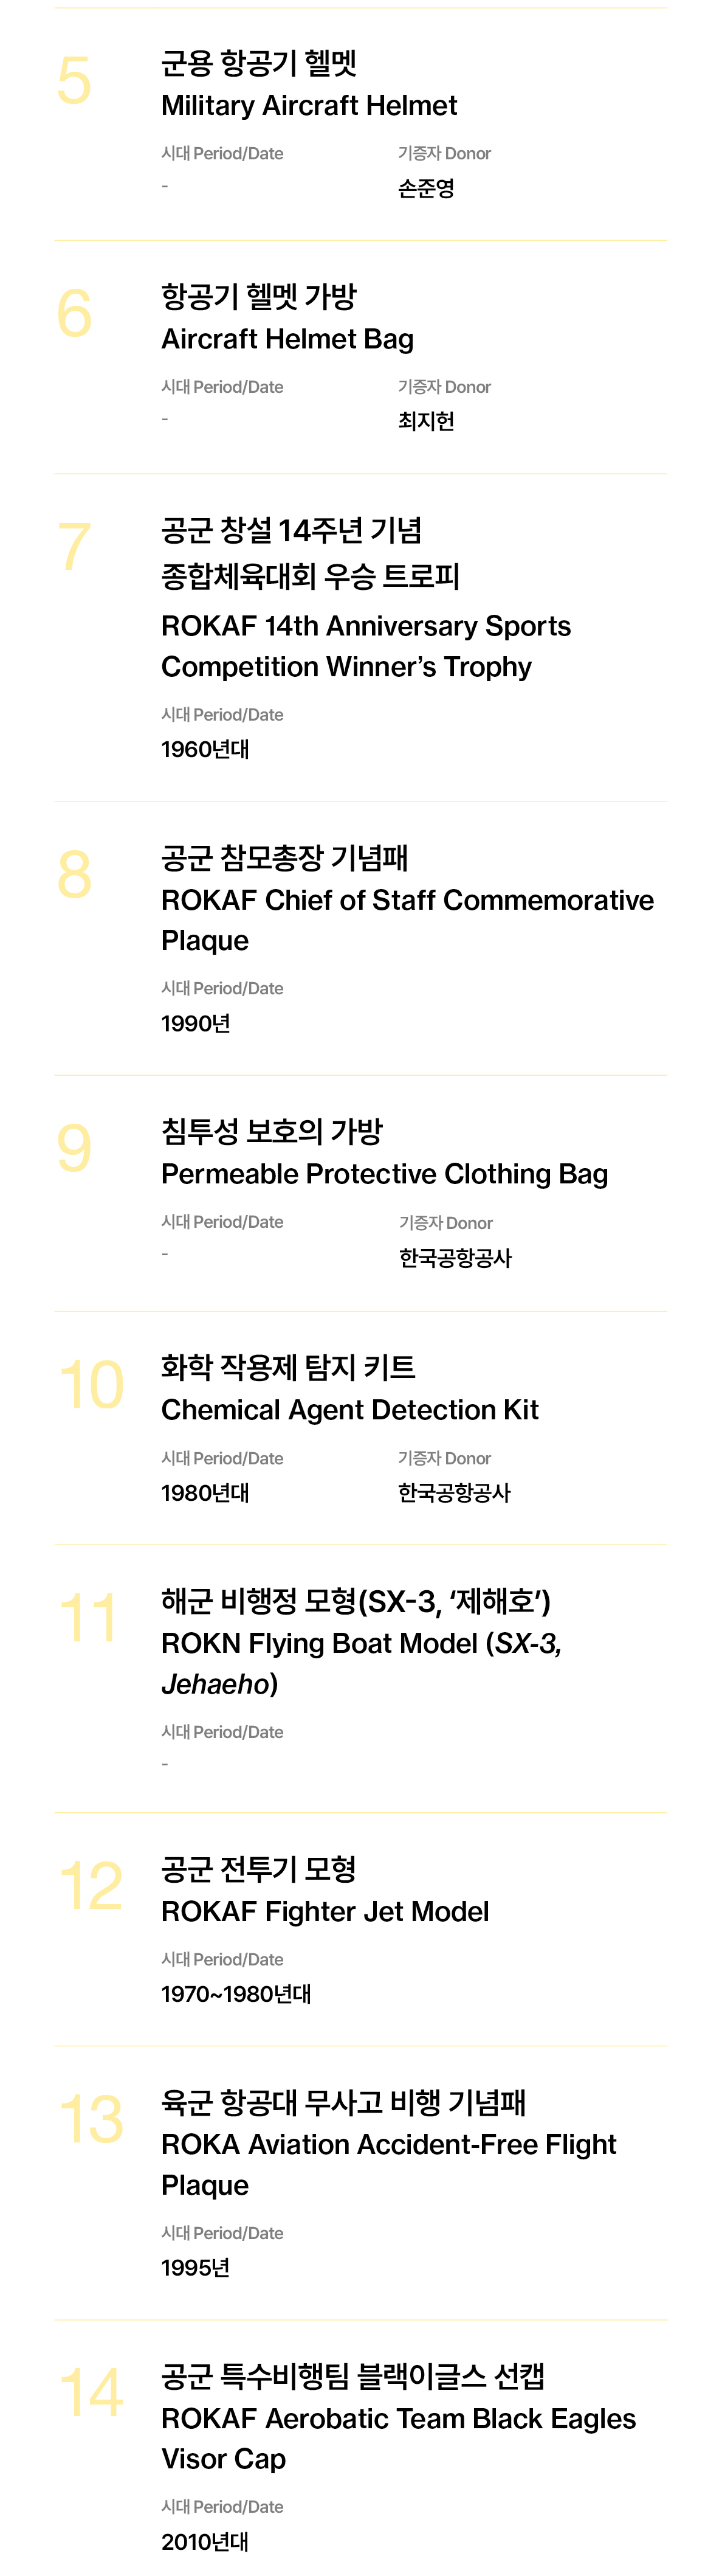 5
군용 항공기 헬멧
Military Aircraft Helmet
시대 Period/Date 기증자 Donor
- 손준영
6
항공기 헬멧 가방
Aircraft Helmet Bag
시대 Period/Date 기증자 Donor
- 최지헌
7
공군 창설 14주년 기념
종합체육대회 우승 트로피
ROKAF 14th Anniversary Sports
Competition Winner’s Trophy
시대 Period/Date
1960년대
8
공군 참모총장 기념패
ROKAF Chief of Staff Commemorative
Plaque
시대 Period/Date
1990년
9
침투성 보호의 가방
Permeable Protective Clothing Bag
시대 Period/Date 기증자 Donor
- 한국공항공사
10
화학 작용제 탐지 키트
Chemical Agent Detection Kit
시대 Period/Date 기증자 Donor
1980년대 한국공항공사
11
해군 비행정 모형(SX-3, ‘제해호’)
ROKN Flying Boat Model (SX-3,
Jehaeho)
시대 Period/Date
-
12
공군 전투기 모형
ROKAF Fighter Jet Model
시대 Period/Date
1970~1980년대
13
육군 항공대 무사고 비행 기념패
ROKA Aviation Accident-Free Flight
Plaque
시대 Period/Date
1995년
14
공군 특수비행팀 블랙이글스 선캡
ROKAF Aerobatic Team Black Eagles
Visor Cap
시대 Period/Date
2010년대